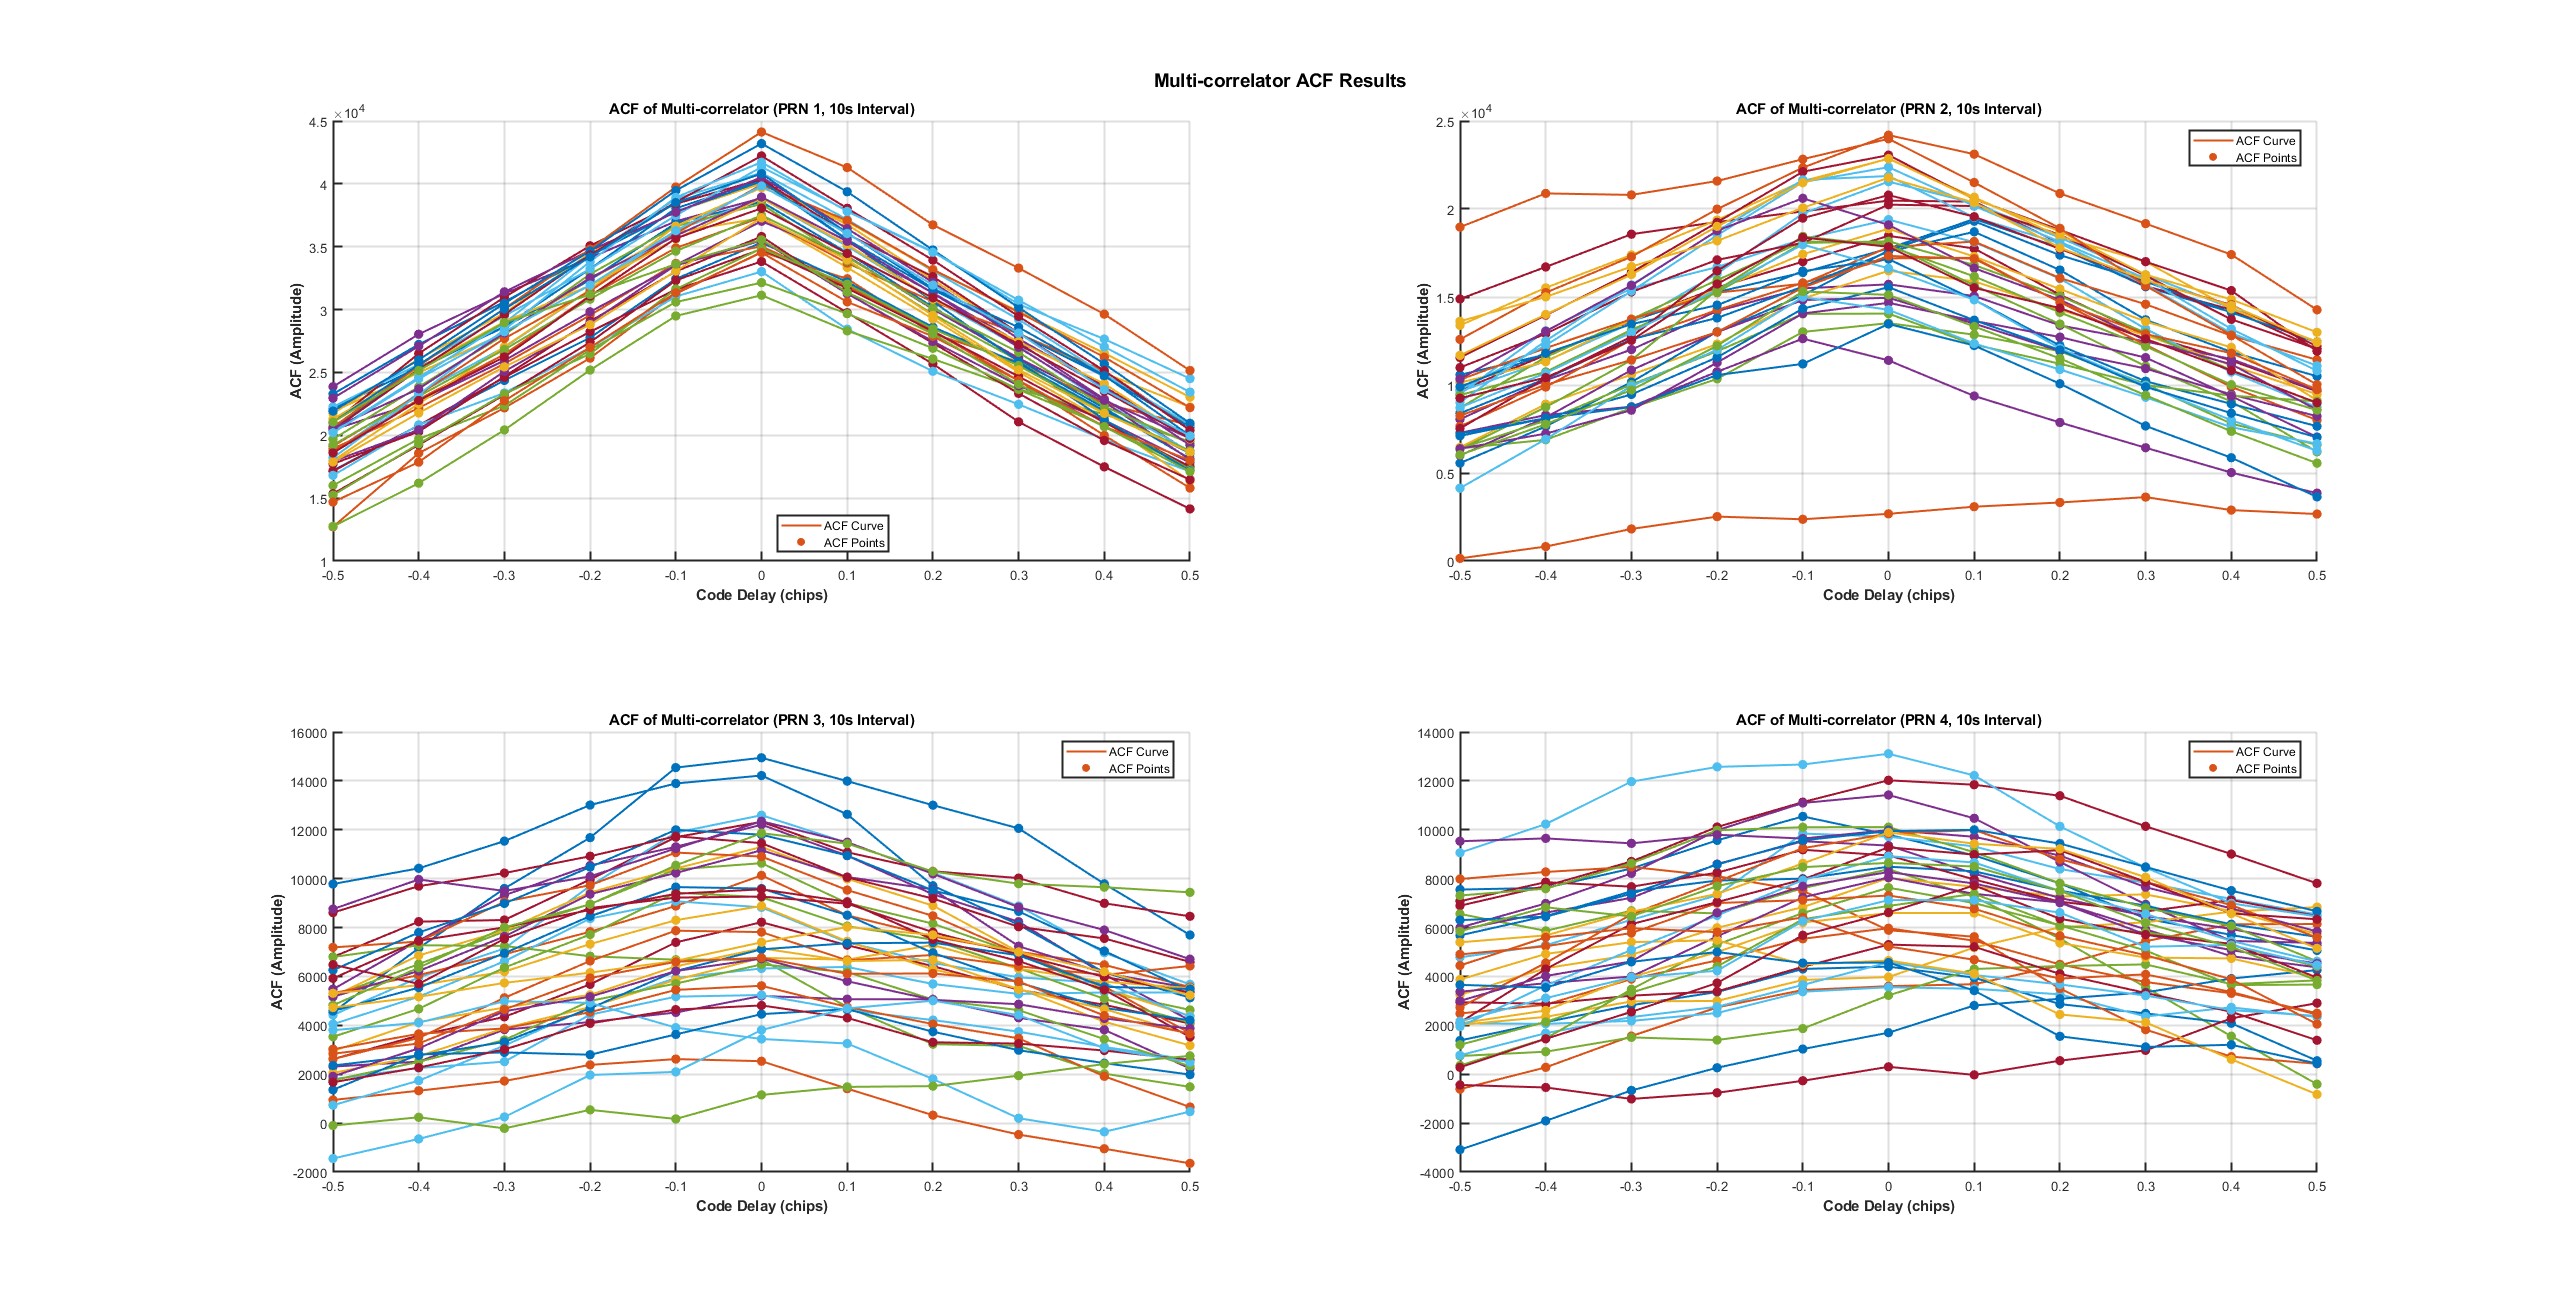 Multi-correlator ACF Results
ACF of Multi-correlator (PRN 1, 10s Interval)
×10^4
4.5
4
3.5
3
2.5
2
1.5
1
ACF (Amplitude)
ACF Curve
ACF Points
-0.5 -0.4 -0.3 -0.2 -0.1 0 0.1 0.2 0.3 0.4 0.5
Code Delay (chips)
ACF of Multi-correlator (PRN 2, 10s Interval)
×10^4
2.5
2
1.5
1
0.5
0
ACF (Amplitude)
ACF Curve
ACF Points
-0.5 -0.4 -0.3 -0.2 -0.1 0 0.1 0.2 0.3 0.4 0.5
Code Delay (chips)
ACF of Multi-correlator (PRN 3, 10s Interval)
16000
14000
12000
10000
8000
6000
4000
2000
0
-2000
ACF (Amplitude)
ACF Curve
ACF Points
-0.5 -0.4 -0.3 -0.2 -0.1 0 0.1 0.2 0.3 0.4 0.5
Code Delay (chips)
ACF of Multi-correlator (PRN 4, 10s Interval)
14000
12000
10000
8000
6000
4000
2000
0
-2000
-4000
ACF (Amplitude)
ACF Curve
ACF Points
-0.5 -0.4 -0.3 -0.2 -0.1 0 0.1 0.2 0.3 0.4 0.5
Code Delay (chips)